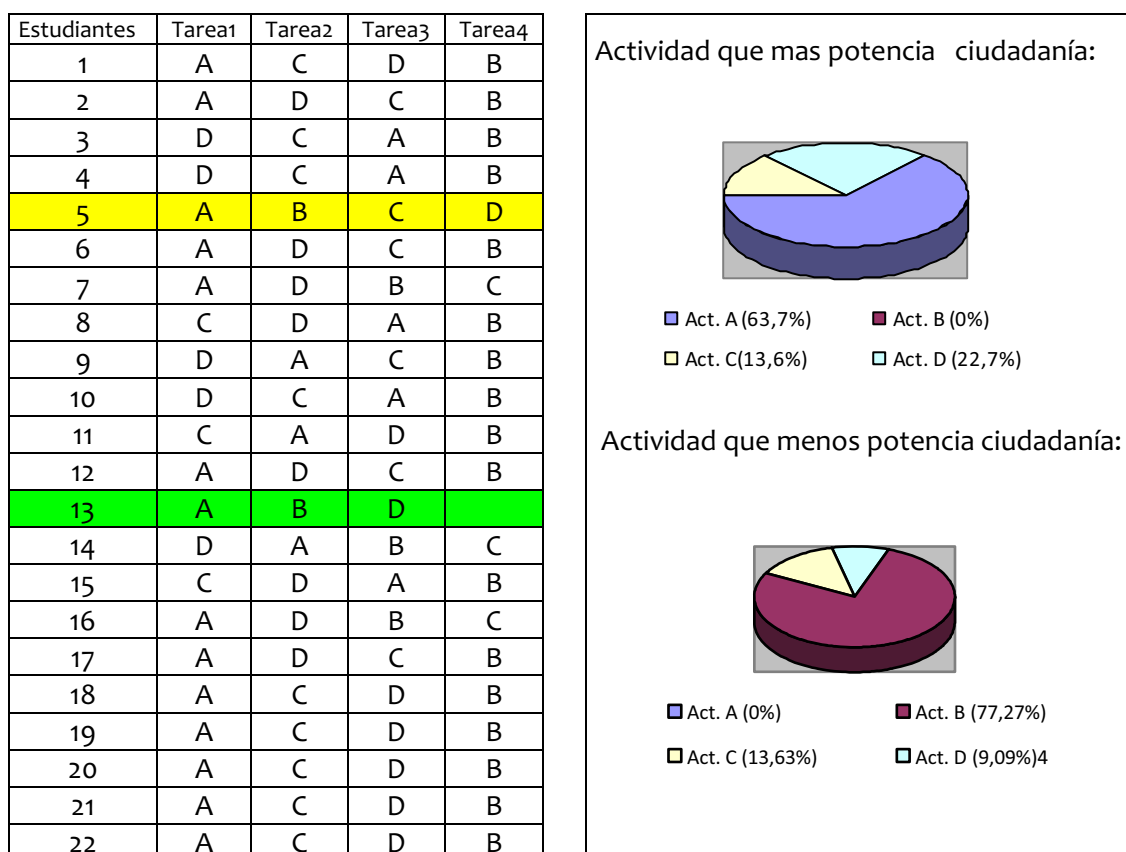 Estudiantes Tarea1 Tarea2 Tarea3 Tarea4
1 A C D B
2 A D C B
3 D C A B
4 D C A B
5 A B C D
6 A D C B
7 A D B C
8 C D A B
9 D A C B
10 D C A B
11 C A D B
12 A D C B
13 A B D
14 D A B C
15 C D A B
16 A D B C
17 A D C B
18 A C D B
19 A C D B
20 A C D B
21 A C D B
22 A C D B
Actividad que mas potencia ciudadanía:
Act. A (63,7%) Act. B (0%)
Act. C(13,6%) Act. D (22,7%)
Actividad que menos potencia ciudadanía:
Act. A (0%) Act. B (77,27%)
Act. C (13,63%) Act. D (9,09%)4